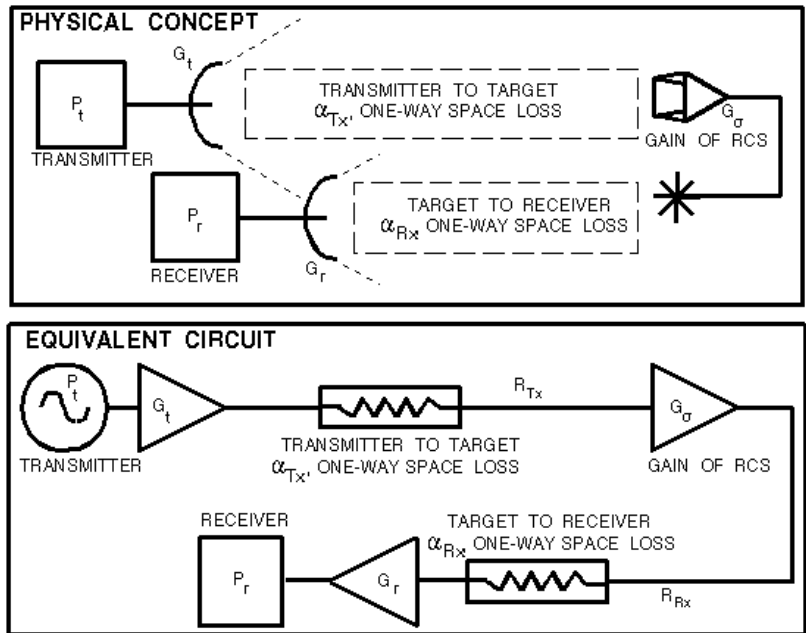 PHYSICAL CONCEPT
Gt
Pt
TRANSMITTER
TRANSMITTER TO TARGET
αTx, ONE-WAY SPACE LOSS
Gσ
GAIN OF RCS
Pr
RECEIVER
Gr
TARGET TO RECEIVER
αRx, ONE-WAY SPACE LOSS
EQUIVALENT CIRCUIT
Pt
TRANSMITTER
Gt
TRANSMITTER TO TARGET
αTx, ONE-WAY SPACE LOSS
RTx
Gσ
GAIN OF RCS
RECEIVER
Pr
Gr
TARGET TO RECEIVER
αRx, ONE-WAY SPACE LOSS
RRx